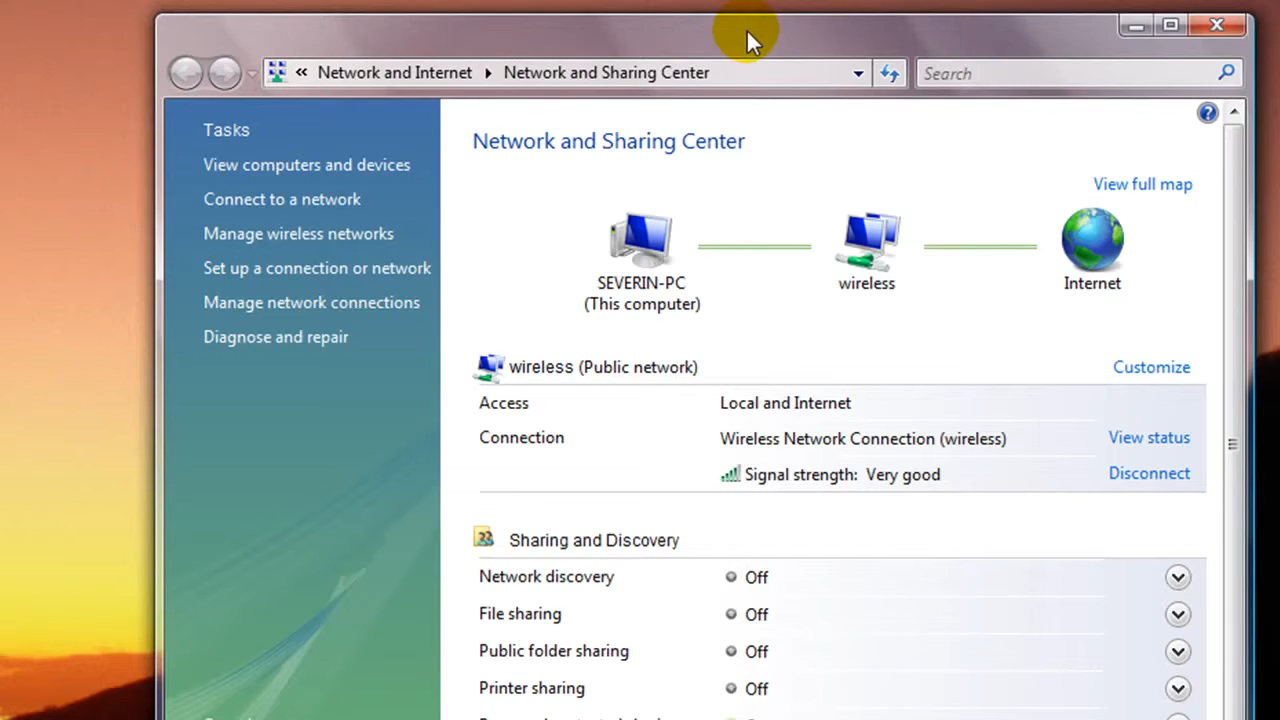 « Network and Internet ▸ Network and Sharing Center
Search
Tasks
View computers and devices
Connect to a network
Manage wireless networks
Set up a connection or network
Manage network connections
Diagnose and repair
Network and Sharing Center
View full map
SEVERIN-PC
(This computer)
wireless
Internet
wireless (Public network) Customize
Access Local and Internet
Connection Wireless Network Connection (wireless) View status
Signal strength: Very good Disconnect
Sharing and Discovery
Network discovery Off
File sharing Off
Public folder sharing Off
Printer sharing Off